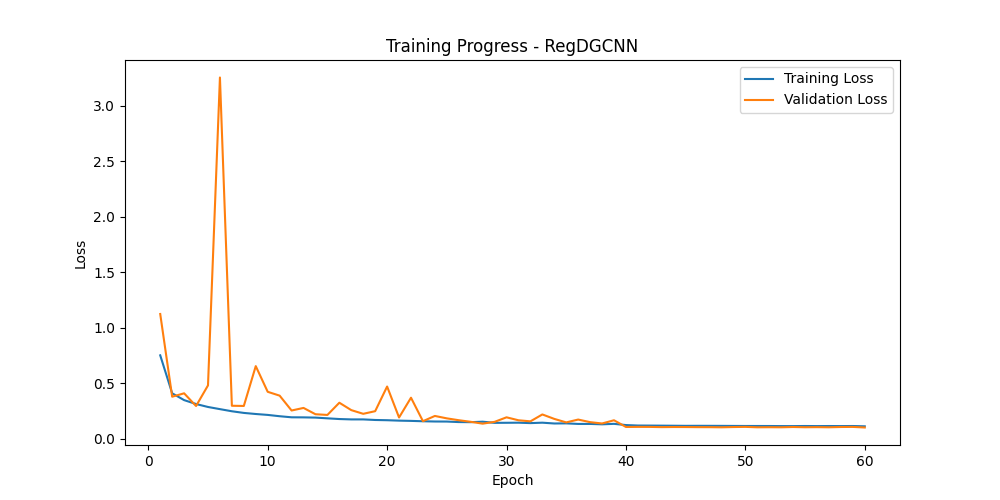 Training Progress - RegDGCNN
Training Loss
Validation Loss
3.0
2.5
2.0
1.5
1.0
0.5
0.0
Loss
0 10 20 30 40 50 60
Epoch